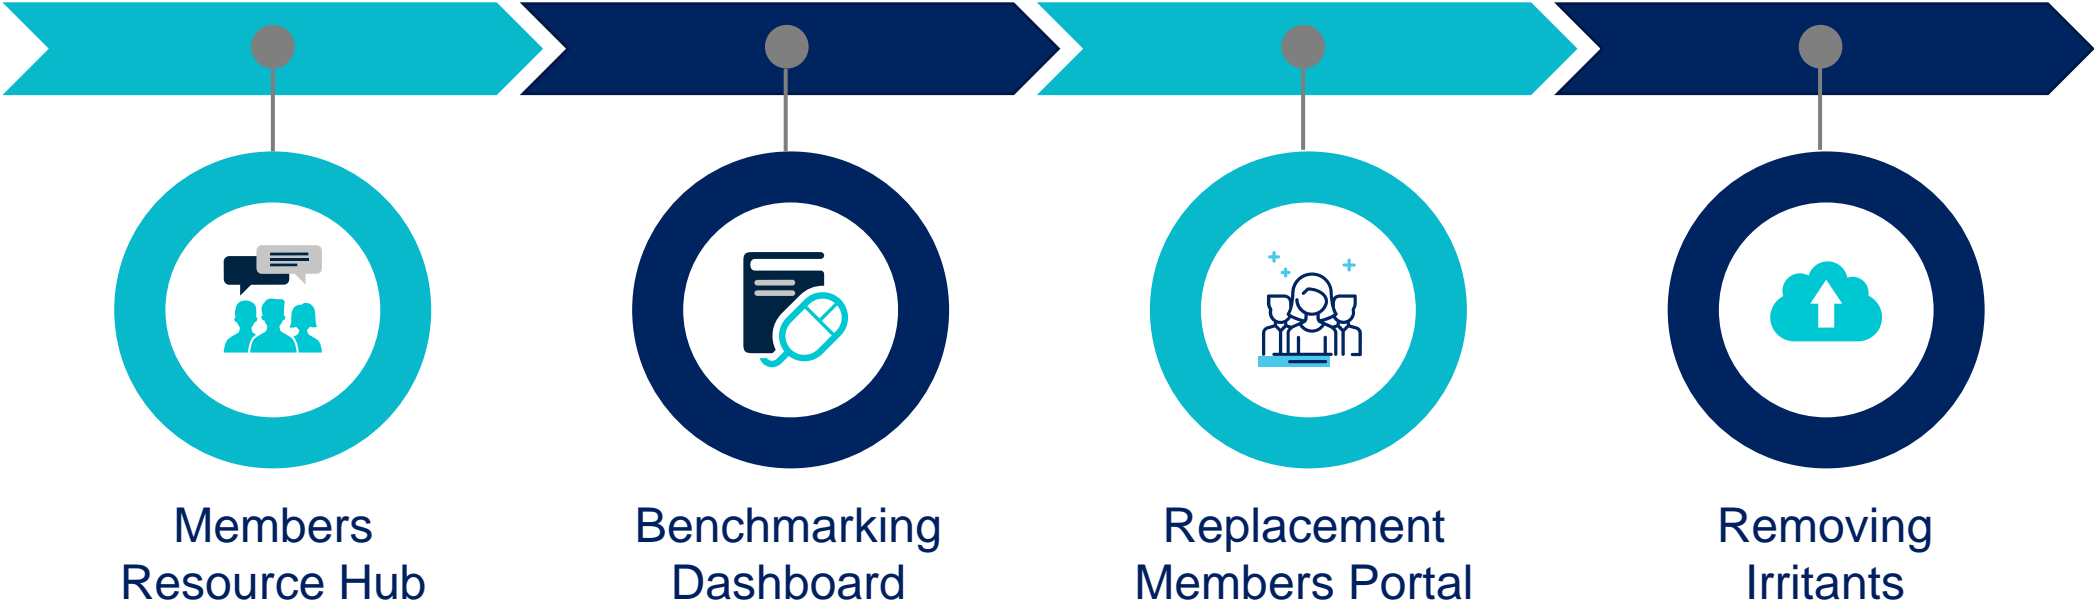 Members
Resource Hub
Benchmarking
Dashboard
Replacement
Members Portal
Removing
Irritants